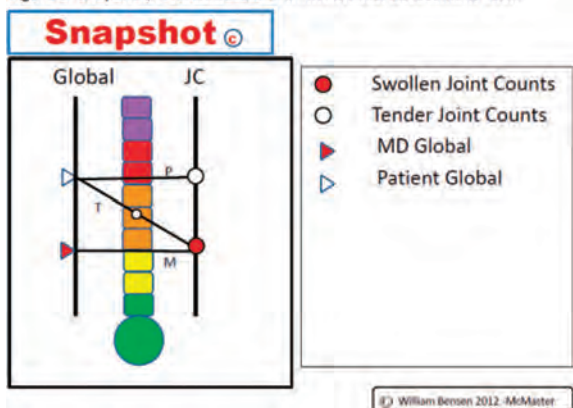 Snapshot ©
Global JC
P
T
M
Swollen Joint Counts
Tender Joint Counts
MD Global
Patient Global
© William Bensen 2012 -McMaster